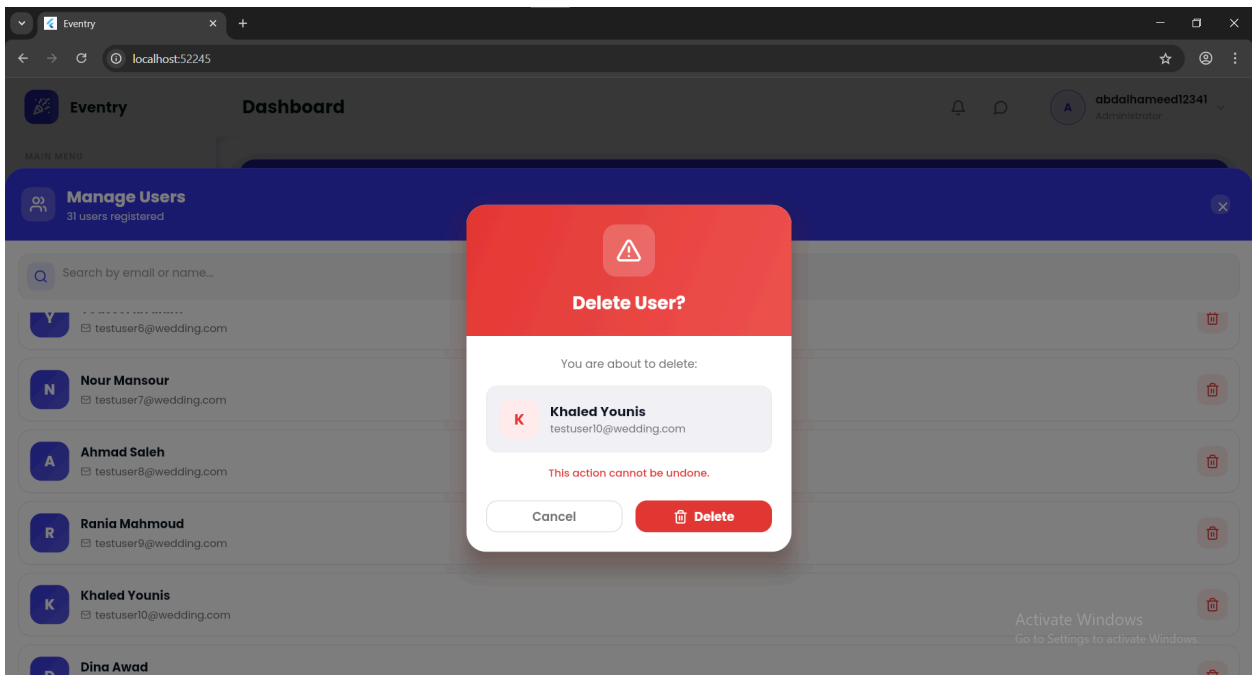 Eventry
localhost:52245
Eventry
Dashboard
A
abdalhameed12341
Administrator
MAIN MENU
Manage Users
31 users registered
Search by email or name...
Y
testuser6@wedding.com
N
Nour Mansour
testuser7@wedding.com
A
Ahmad Saleh
testuser8@wedding.com
R
Rania Mahmoud
testuser9@wedding.com
K
Khaled Younis
testuser10@wedding.com
D
Dina Awad
Delete User?
You are about to delete:
K
Khaled Younis
testuser10@wedding.com
This action cannot be undone.
Cancel
Delete
Activate Windows
Go to Settings to activate Windows.